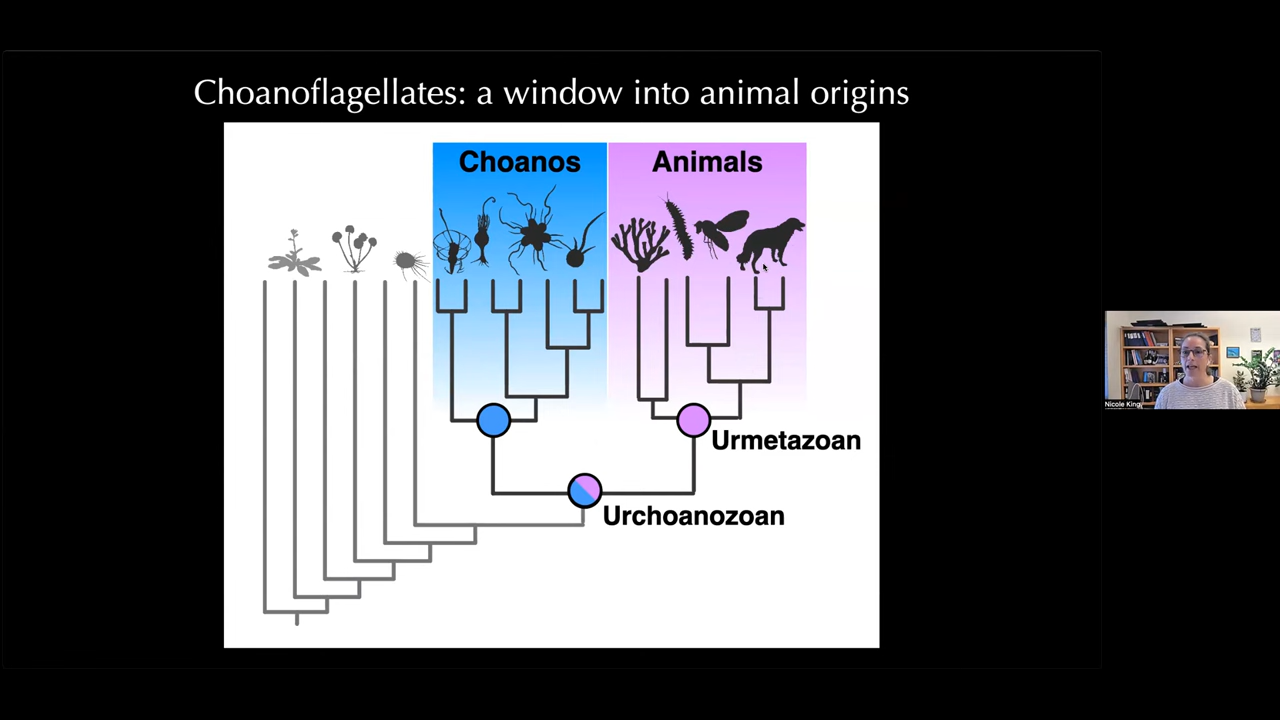 Choanoflagellates: a window into animal origins
Choanos
Animals
Urmetazoan
Urchoanozoan
Nicole King